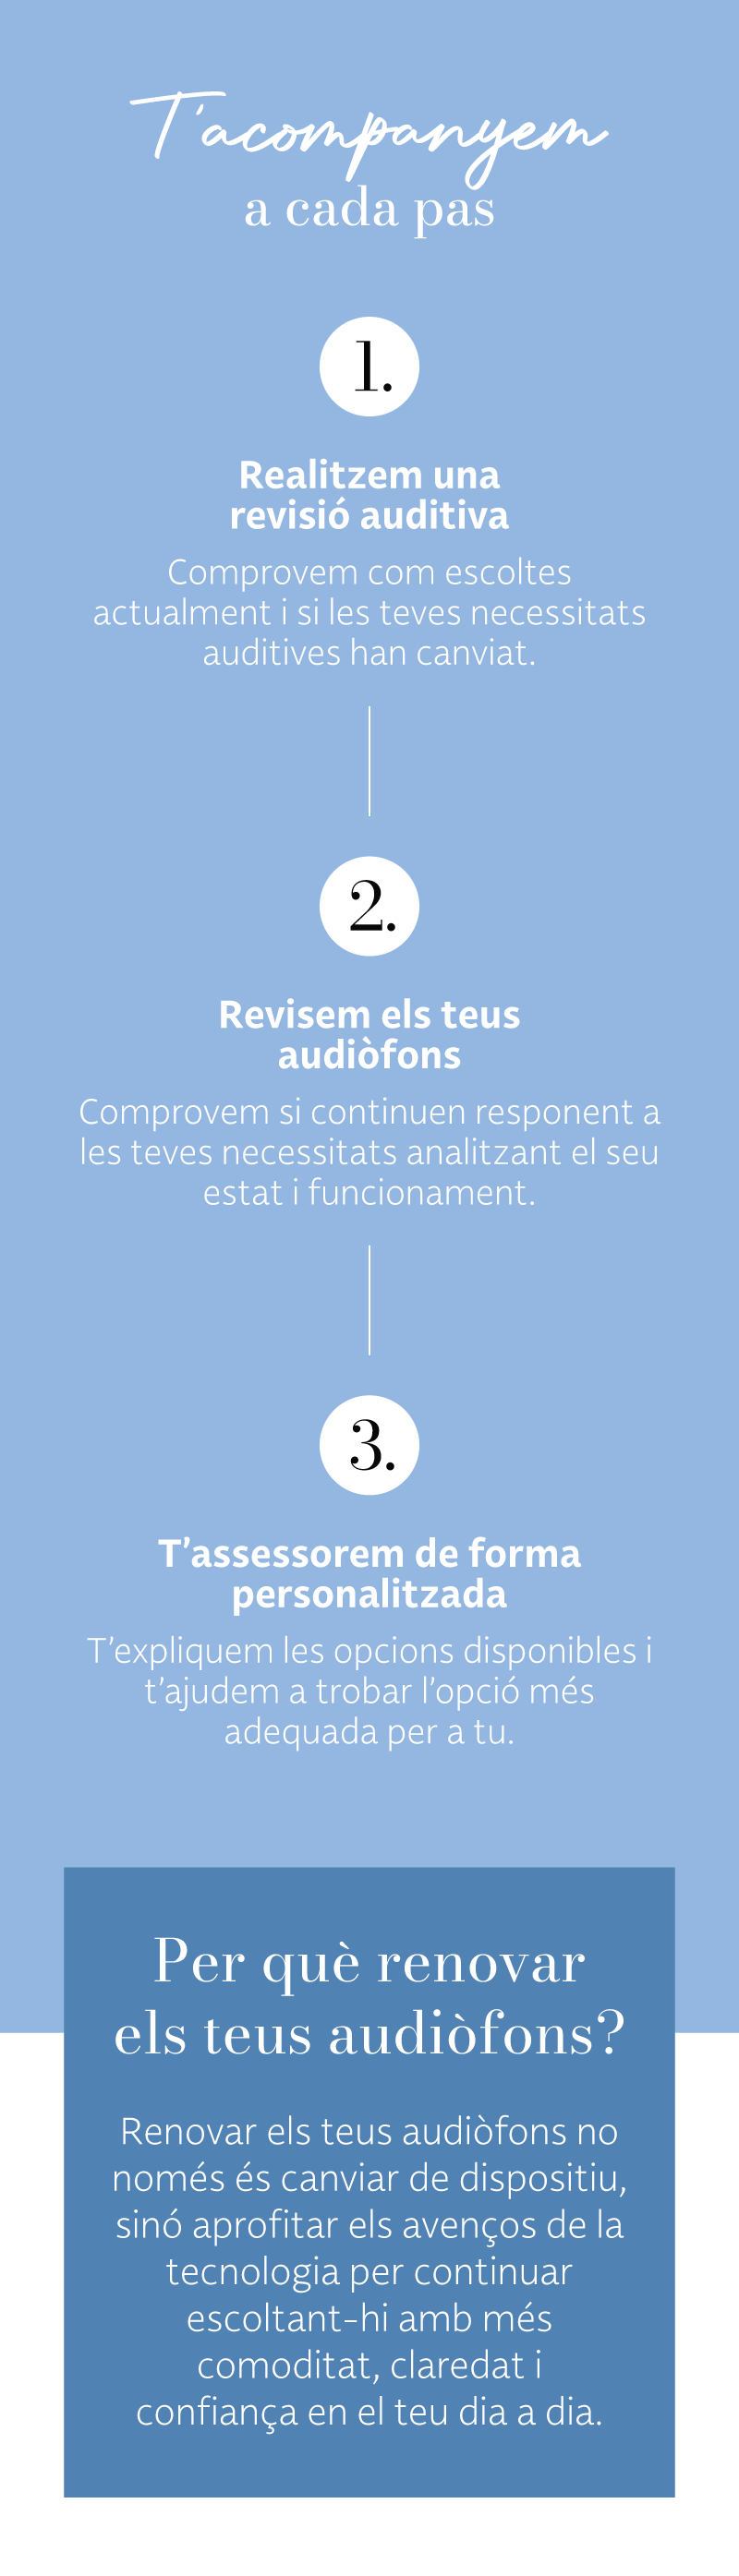 T'acompanyem
a cada pas
1.
Realitzem una
revisió auditiva
Comprovem com escoltes
actualment i si les teves necessitats
auditives han canviat.
2.
Revisem els teus
audiòfons
Comprovem si continuen responent a
les teves necessitats analitzant el seu
estat i funcionament.
3.
T’assessorem de forma
personalitzada
T’expliquem les opcions disponibles i
t’ajudem a trobar l’opció més
adequada per a tu.
Per què renovar
els teus audiòfons?
Renovar els teus audiòfons no
només és canviar de dispositiu,
sinó aprofitar els avenços de la
tecnologia per continuar
escoltant-hi amb més
comoditat, claredat i
confiança en el teu dia a dia.